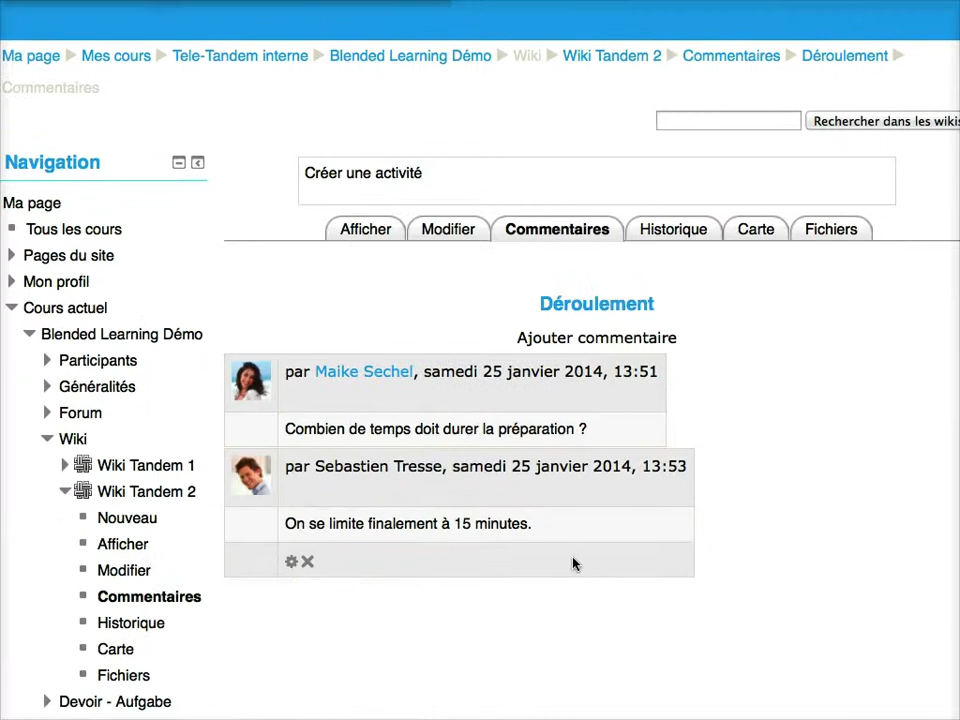 Ma page Mes cours Tele-Tandem interne Blended Learning Démo Wiki Wiki Tandem 2 Commentaires Déroulement
Commentaires
Rechercher dans les wikis
Navigation
Créer une activité
Ma page
Tous les cours
Pages du site
Mon profil
Cours actuel
Blended Learning Démo
Participants
Généralités
Forum
Wiki
Wiki Tandem 1
Wiki Tandem 2
Nouveau
Afficher
Modifier
Commentaires
Historique
Carte
Fichiers
Devoir - Aufgabe
Afficher Modifier Commentaires Historique Carte Fichiers
Déroulement
Ajouter commentaire
par Maike Sechel, samedi 25 janvier 2014, 13:51
Combien de temps doit durer la préparation ?
par Sebastien Tresse, samedi 25 janvier 2014, 13:53
On se limite finalement à 15 minutes.